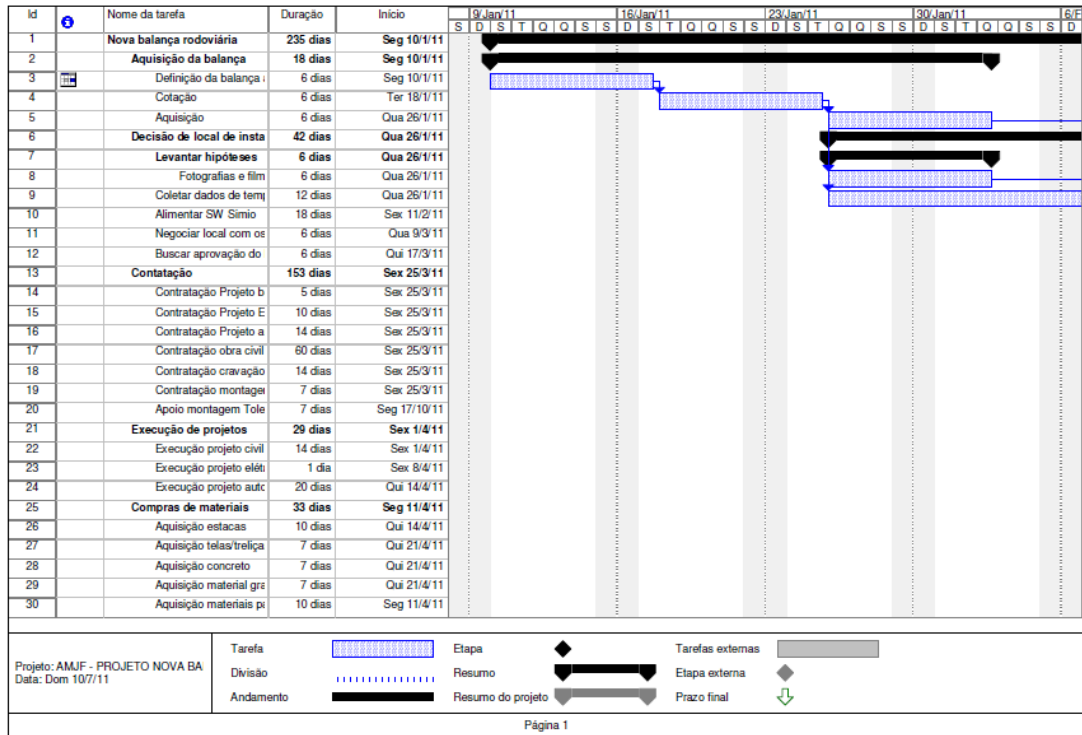 Id Nome da tarefa Duração Início 9/Jan/11 16/Jan/11 23/Jan/11 30/Jan/11 6/F
S D S T Q Q S S D S T Q Q S S D S T Q Q S S D S T Q Q S S D
1 Nova balança rodoviária 235 dias Seg 10/1/11
2 Aquisição da balança 18 dias Seg 10/1/11
3 Definição da balança 6 dias Seg 10/1/11
4 Cotação 6 dias Ter 18/1/11
5 Aquisição 6 dias Qua 26/1/11
6 Decisão de local de insta 42 dias Qua 26/1/11
7 Levantar hipóteses 6 dias Qua 26/1/11
8 Fotografias e film 6 dias Qua 26/1/11
9 Coletar dados de temp 12 dias Qua 26/1/11
10 Alimentar SW Simio 18 dias Sex 11/2/11
11 Negociar local com os 6 dias Qua 9/3/11
12 Buscar aprovação do 6 dias Qui 17/3/11
13 Contatação 153 dias Sex 25/3/11
14 Contratação Projeto b 5 dias Sex 25/3/11
15 Contratação Projeto E 10 dias Sex 25/3/11
16 Contratação Projeto a 14 dias Sex 25/3/11
17 Contratação obra civil 60 dias Sex 25/3/11
18 Contratação cravação 14 dias Sex 25/3/11
19 Contratação montager 7 dias Sex 25/3/11
20 Apoio montagem Tole 7 dias Seg 17/10/11
21 Execução de projetos 29 dias Sex 1/4/11
22 Execução projeto civil 14 dias Sex 1/4/11
23 Execução projeto elét 1 dia Sex 8/4/11
24 Execução projeto autc 20 dias Qui 14/4/11
25 Compras de materiais 33 dias Seg 11/4/11
26 Aquisição estacas 10 dias Qui 14/4/11
27 Aquisição telas/treliça 7 dias Qui 21/4/11
28 Aquisição concreto 7 dias Qui 21/4/11
29 Aquisição material gra 7 dias Qui 21/4/11
30 Aquisição materiais pa 10 dias Seg 11/4/11
Projeto: AMJF - PROJETO NOVA BA
Data: Dom 10/7/11
Tarefa Etapa Tarefas externas
Divisão Resumo Etapa externa
Andamento Resumo do projeto Prazo final
Página 1